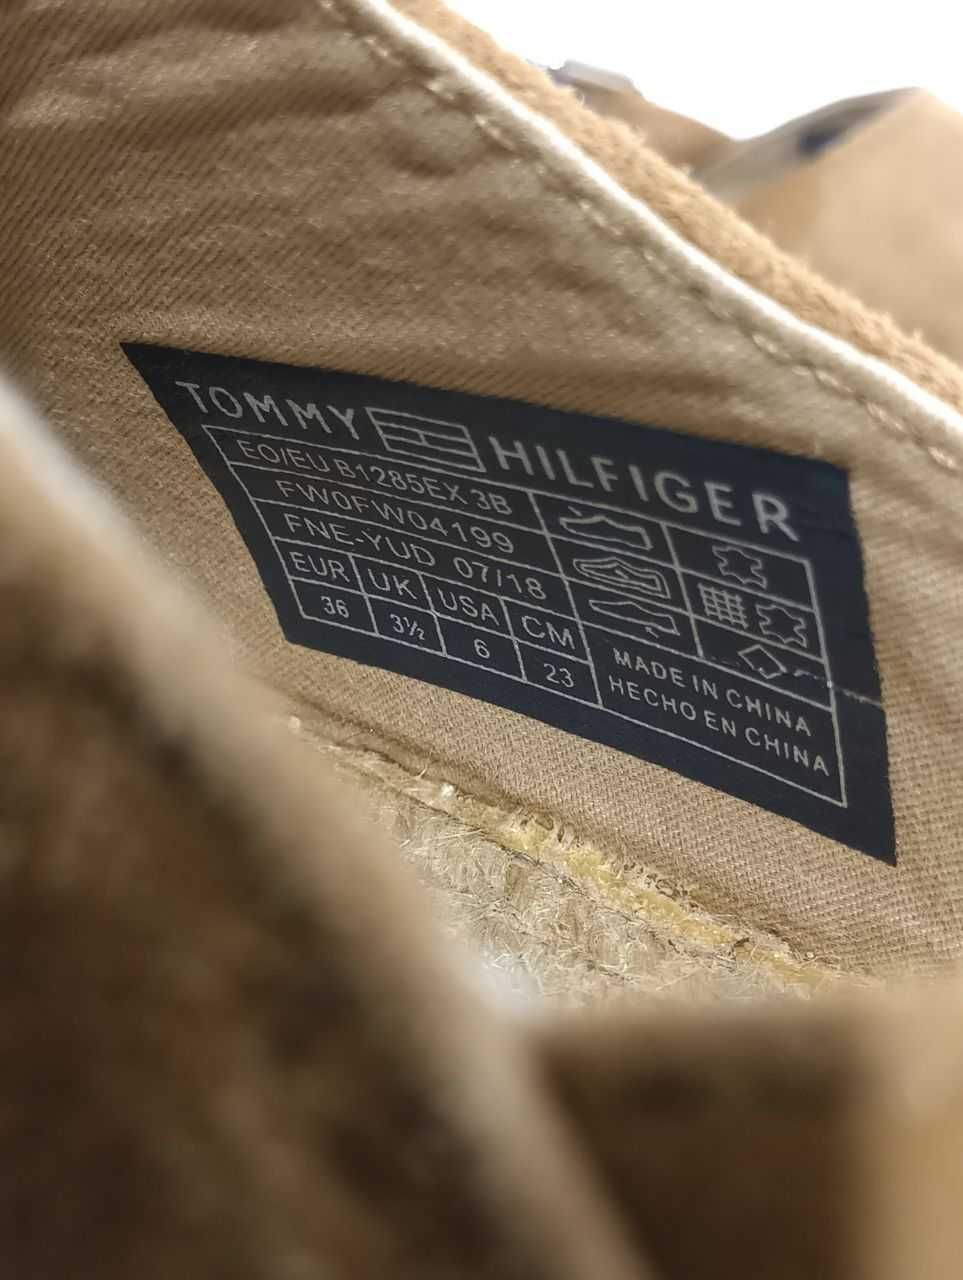 TOMMY HILFIGER
EO/EU B1285EX 3B
FW0FW04199
FNE-YUD 07/18
EUR UK USA CM
36 3½ 6 23
MADE IN CHINA
HECHO EN CHINA